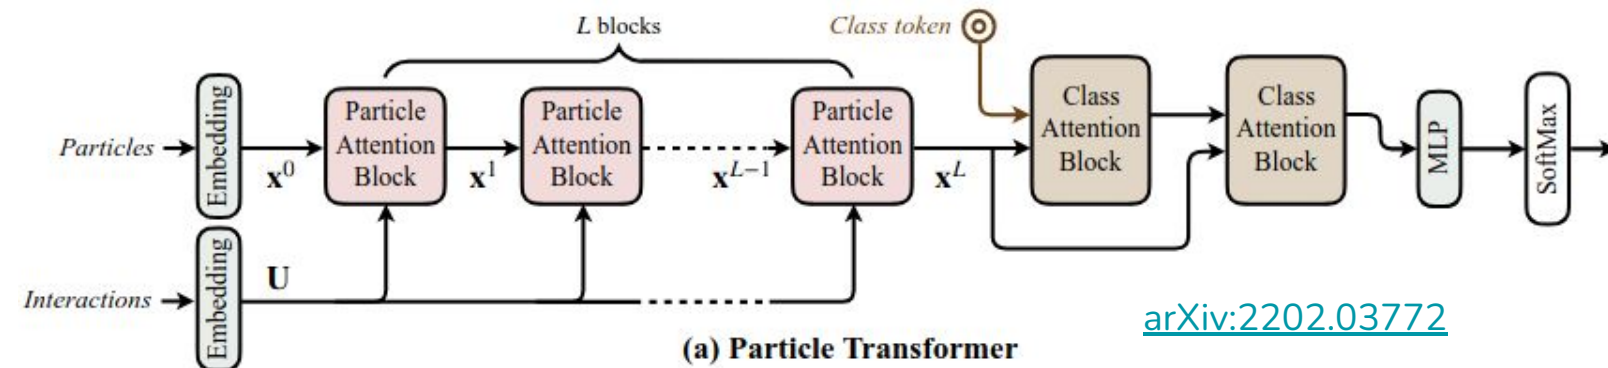 L blocks
Class token
Particles
Embedding
x⁰
Particle
Attention
Block
x¹
Particle
Attention
Block
x^{L−1}
Particle
Attention
Block
x^L
Class
Attention
Block
Class
Attention
Block
MLP
SoftMax
Interactions
Embedding
U
(a) Particle Transformer
arXiv:2202.03772